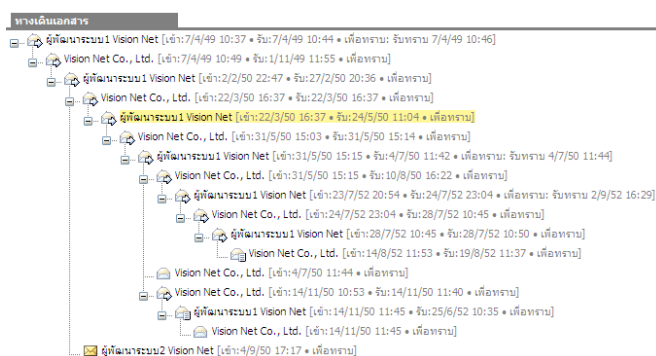 ทางเดินเอกสาร
ผู้พัฒนาระบบ1 Vision Net [เข้า:7/4/49 10:37 • รับ:7/4/49 10:44 • เพื่อทราบ: รับทราบ 7/4/49 10:46]
Vision Net Co., Ltd. [เข้า:7/4/49 10:49 • รับ:1/11/49 11:55 • เพื่อทราบ]
ผู้พัฒนาระบบ1 Vision Net [เข้า:2/2/50 22:47 • รับ:27/2/50 20:36 • เพื่อทราบ]
Vision Net Co., Ltd. [เข้า:22/3/50 16:37 • รับ:22/3/50 16:37 • เพื่อทราบ]
ผู้พัฒนาระบบ1 Vision Net [เข้า:22/3/50 16:37 • รับ:24/5/50 11:04 • เพื่อทราบ]
Vision Net Co., Ltd. [เข้า:31/5/50 15:03 • รับ:31/5/50 15:14 • เพื่อทราบ]
ผู้พัฒนาระบบ1 Vision Net [เข้า:31/5/50 15:15 • รับ:4/7/50 11:42 • เพื่อทราบ: รับทราบ 4/7/50 11:44]
Vision Net Co., Ltd. [เข้า:31/5/50 15:15 • รับ:10/8/50 16:22 • เพื่อทราบ]
ผู้พัฒนาระบบ1 Vision Net [เข้า:23/7/52 20:54 • รับ:24/7/52 23:04 • เพื่อทราบ: รับทราบ 2/9/52 16:29]
Vision Net Co., Ltd. [เข้า:24/7/52 23:04 • รับ:28/7/52 10:45 • เพื่อทราบ]
ผู้พัฒนาระบบ1 Vision Net [เข้า:28/7/52 10:45 • รับ:28/7/52 10:50 • เพื่อทราบ]
Vision Net Co., Ltd. [เข้า:14/8/52 11:53 • รับ:19/8/52 11:37 • เพื่อทราบ]
Vision Net Co., Ltd. [เข้า:4/7/50 11:44 • เพื่อทราบ]
Vision Net Co., Ltd. [เข้า:14/11/50 10:53 • รับ:14/11/50 11:40 • เพื่อทราบ]
ผู้พัฒนาระบบ1 Vision Net [เข้า:14/11/50 11:45 • รับ:25/6/52 10:35 • เพื่อทราบ]
Vision Net Co., Ltd. [เข้า:14/11/50 11:45 • เพื่อทราบ]
ผู้พัฒนาระบบ2 Vision Net [เข้า:4/9/50 17:17 • เพื่อทราบ]